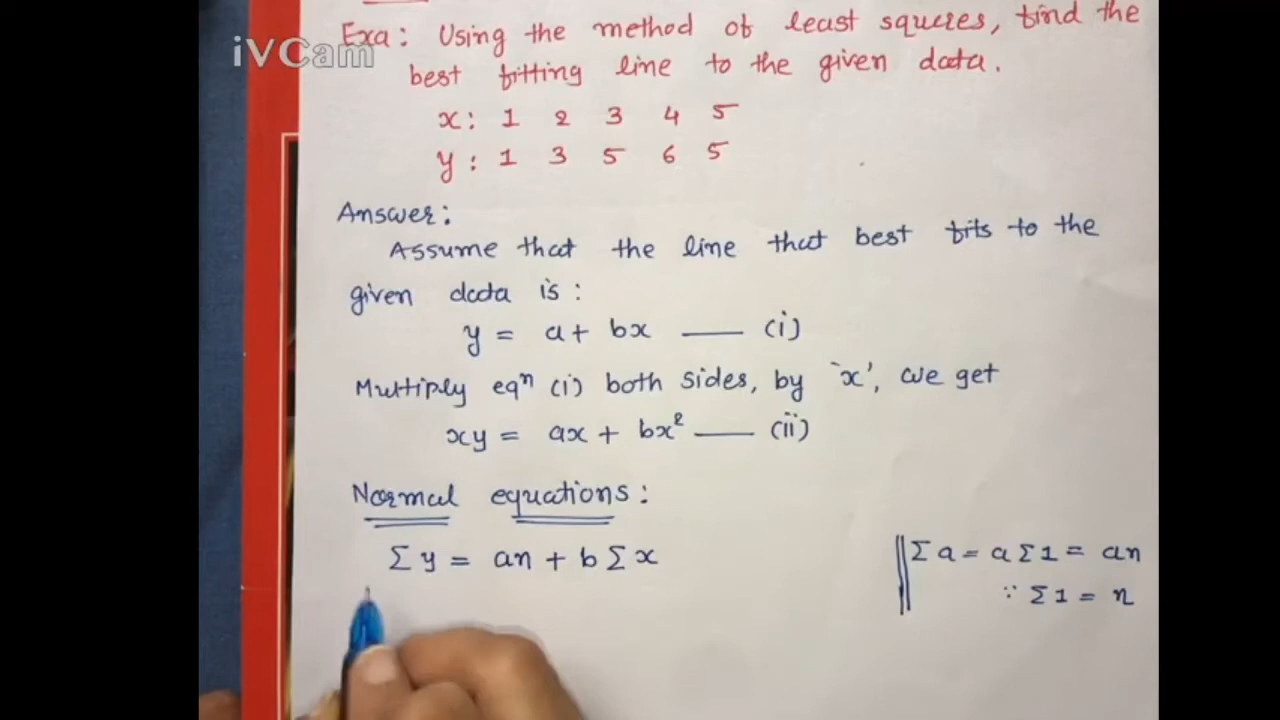 iVCam
Exa: Using the method of least squeres, find the
best fitting line to the given data.
x: 1 2 3 4 5
y: 1 3 5 6 5
Answer:
Assume that the line that best fits to the
given data is:
y = a + bx —— (i)
Multiply eqⁿ (i) both sides, by 'x', we get
xy = ax + bx² —— (ii)
Normal equations:
Σy = an + bΣx
Σa = aΣ1 = an
∵ Σ1 = n